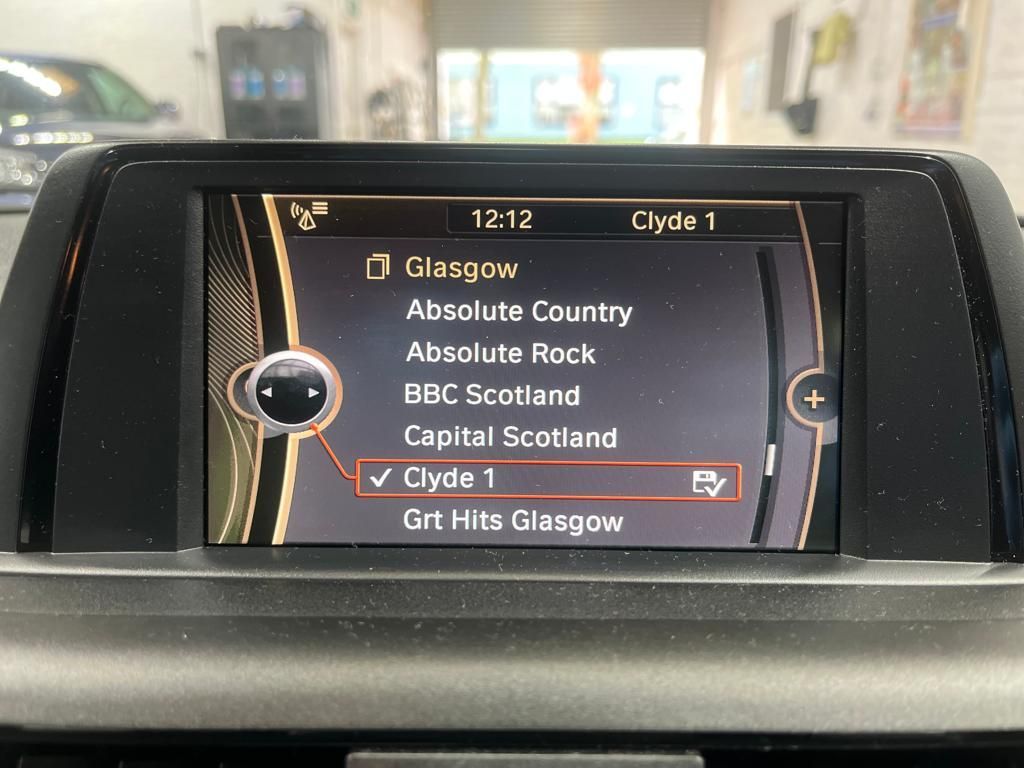 12:12 Clyde 1
Glasgow
Absolute Country
Absolute Rock
BBC Scotland
Capital Scotland
Clyde 1
Grt Hits Glasgow